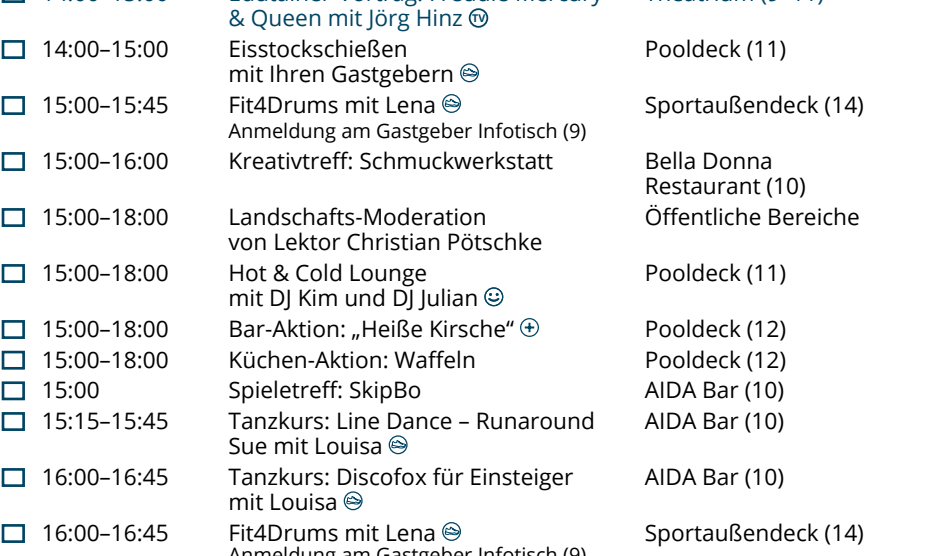 & Queen mit Jörg Hinz TV
14:00–15:00 Eisstockschießen Pooldeck (11)
mit Ihren Gastgebern
15:00–15:45 Fit4Drums mit Lena Sportaußendeck (14)
Anmeldung am Gastgeber Infotisch (9)
15:00–16:00 Kreativtreff: Schmuckwerkstatt Bella Donna
Restaurant (10)
15:00–18:00 Landschafts-Moderation Öffentliche Bereiche
von Lektor Christian Pötschke
15:00–18:00 Hot & Cold Lounge Pooldeck (11)
mit DJ Kim und DJ Julian
15:00–18:00 Bar-Aktion: „Heiße Kirsche“ Pooldeck (12)
15:00–18:00 Küchen-Aktion: Waffeln Pooldeck (12)
15:00 Spieletreff: SkipBo AIDA Bar (10)
15:15–15:45 Tanzkurs: Line Dance – Runaround AIDA Bar (10)
Sue mit Louisa
16:00–16:45 Tanzkurs: Discofox für Einsteiger AIDA Bar (10)
mit Louisa
16:00–16:45 Fit4Drums mit Lena Sportaußendeck (14)
Anmeldung am Gastgeber Infotisch (9)